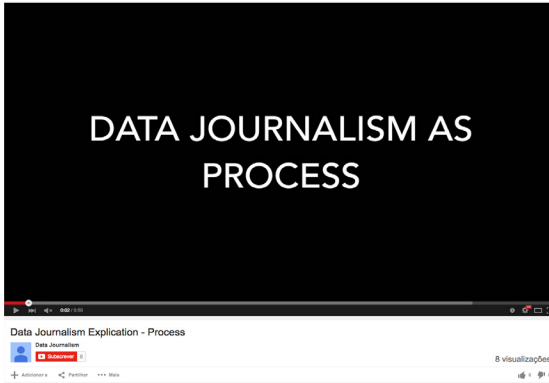 DATA JOURNALISM AS
PROCESS
0:02 / 0:50
Data Journalism Explication - Process
Data Journalism
Subscrever 8
8 visualizações
Adicionar a Partilhar Mais